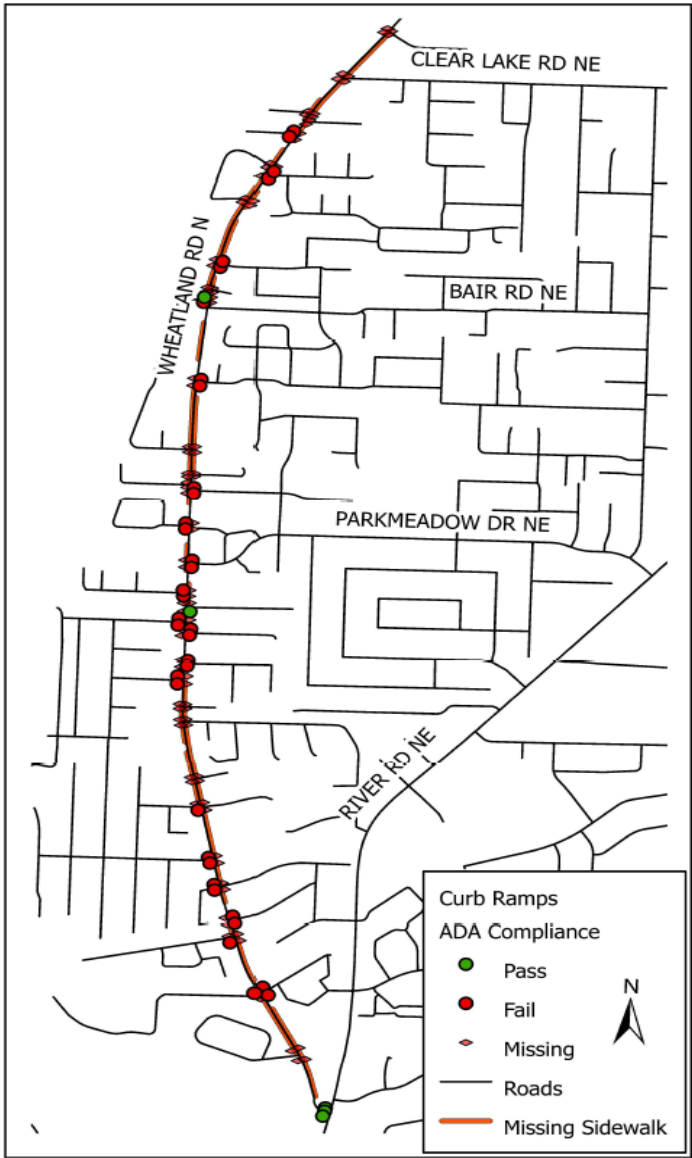 CLEAR LAKE RD NE
WHEATLAND RD N
BAIR RD NE
PARKMEADOW DR NE
RIVER RD NE
Curb Ramps
ADA Compliance
Pass
Fail
Missing
Roads
Missing Sidewalk
N